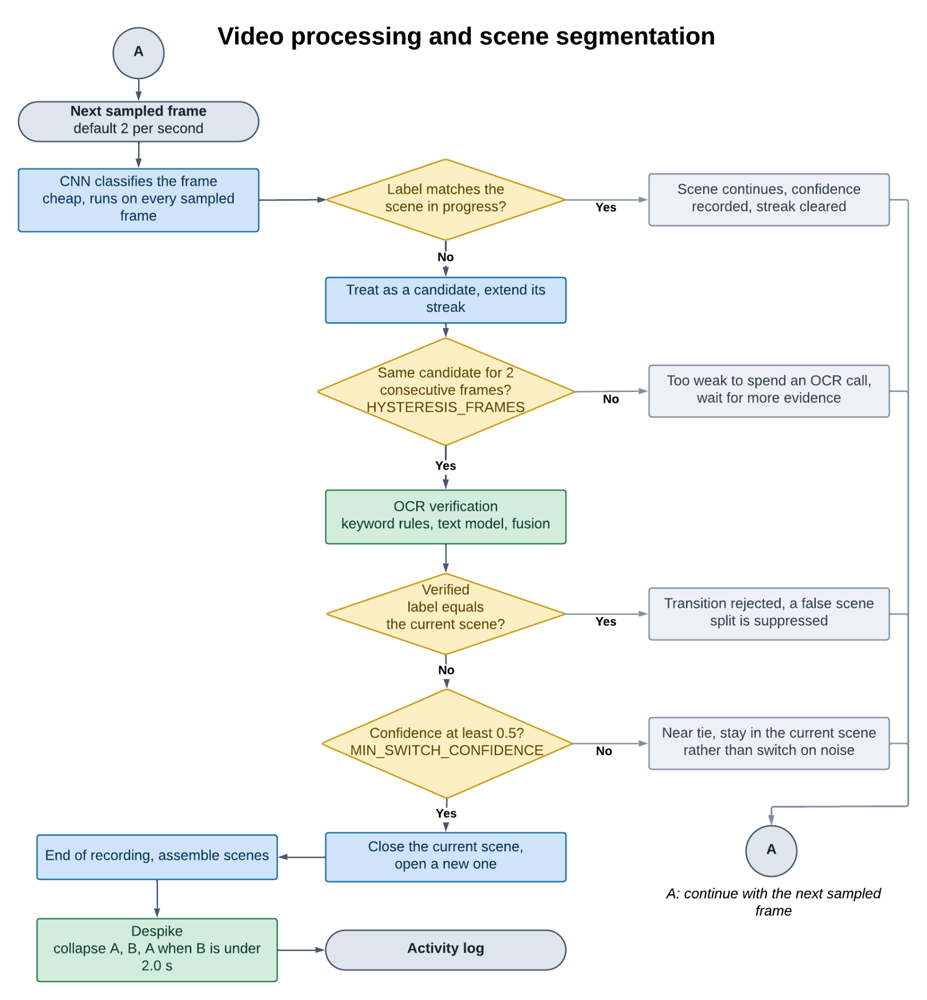 Video processing and scene segmentation
A
Next sampled frame
default 2 per second
CNN classifies the frame
cheap, runs on every sampled
frame
Label matches the
scene in progress?
Yes
Scene continues, confidence
recorded, streak cleared
No
Treat as a candidate, extend its
streak
Same candidate for 2
consecutive frames?
HYSTERESIS_FRAMES
No
Too weak to spend an OCR call,
wait for more evidence
Yes
OCR verification
keyword rules, text model, fusion
Verified
label equals
the current scene?
Yes
Transition rejected, a false scene
split is suppressed
No
Confidence at least 0.5?
MIN_SWITCH_CONFIDENCE
No
Near tie, stay in the current scene
rather than switch on noise
Yes
Close the current scene,
open a new one
End of recording, assemble scenes
A
A: continue with the next sampled
frame
Despike
collapse A, B, A when B is under
2.0 s
Activity log